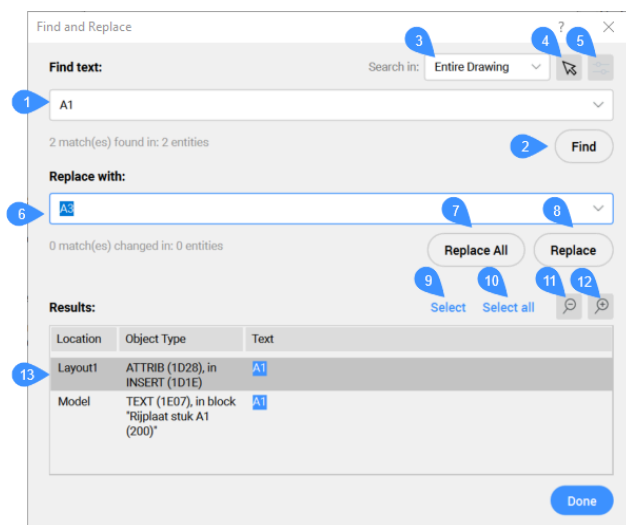 Find and Replace ?
3 4 5
Find text: Search in: Entire Drawing
1 A1
2 match(es) found in: 2 entities 2 Find
Replace with:
6 A3
7 8
0 match(es) changed in: 0 entities Replace All Replace
9 10 11 12
Results: Select Select all
Location Object Type Text
13 Layout1 ATTRIB (1D28), in A1
INSERT (1D1E)
Model TEXT (1E07), in block A1
"Rijplaat stuk A1
(200)"
Done